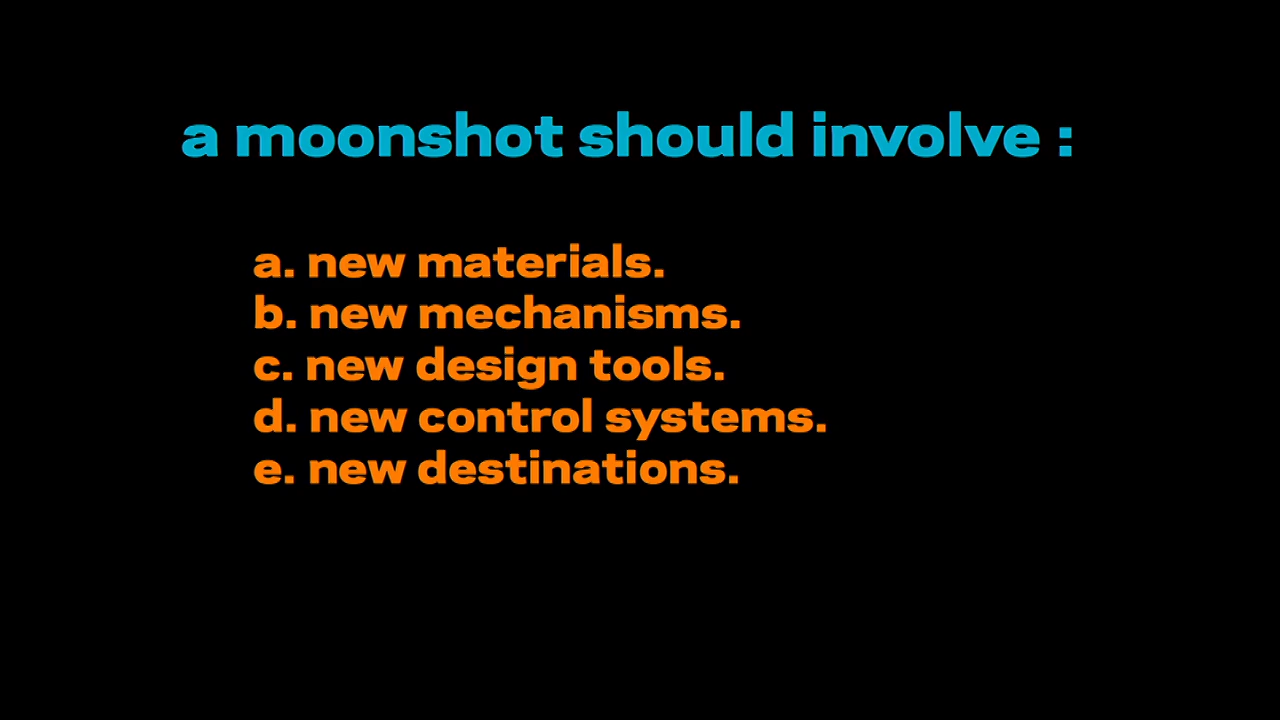 a moonshot should involve :
a. new materials.
b. new mechanisms.
c. new design tools.
d. new control systems.
e. new destinations.